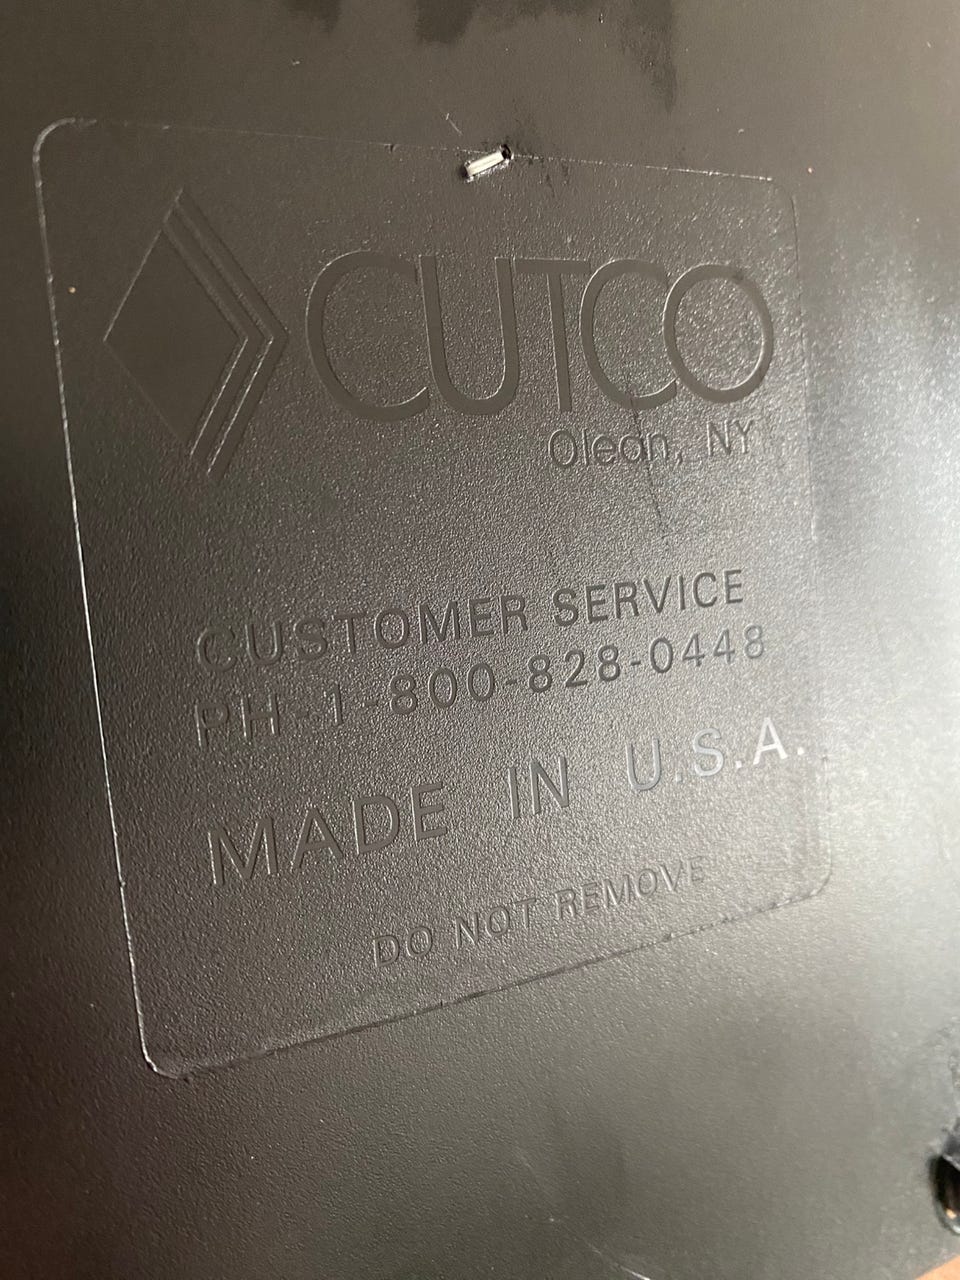 CUTCO
Olean, NY
CUSTOMER SERVICE
PH-1-800-828-0448
MADE IN U.S.A.
DO NOT REMOVE